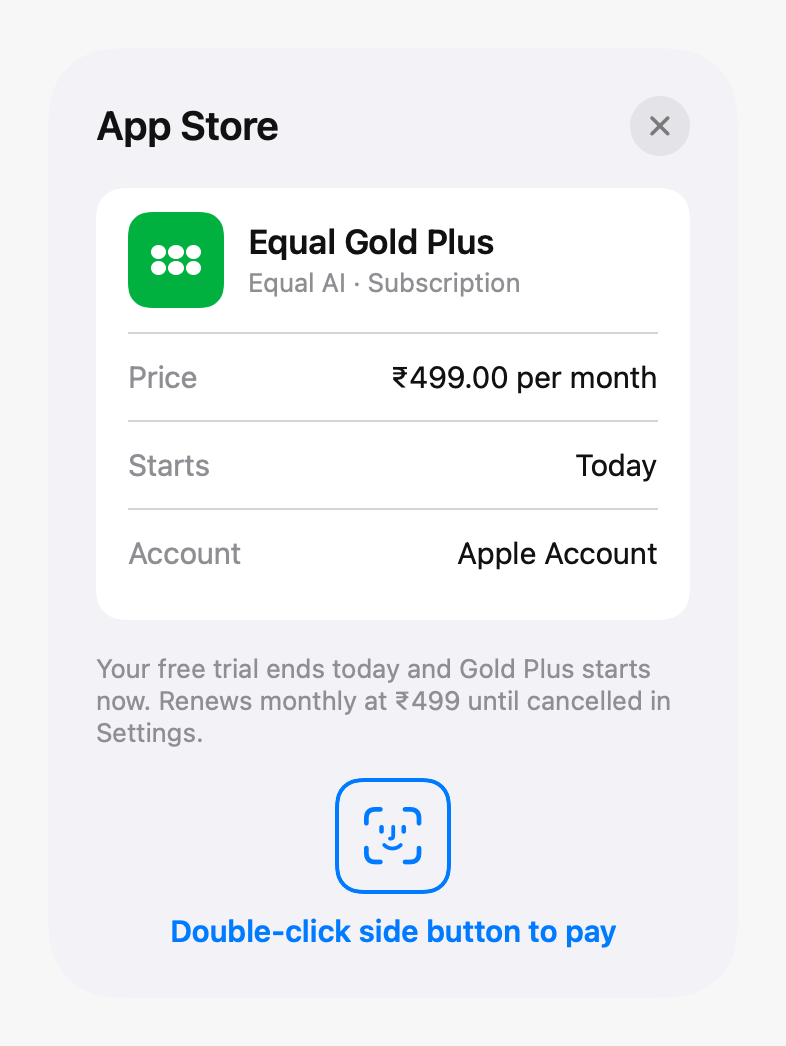 App Store
Equal Gold Plus
Equal AI · Subscription
Price ₹499.00 per month
Starts Today
Account Apple Account
Your free trial ends today and Gold Plus starts
now. Renews monthly at ₹499 until cancelled in
Settings.
Double-click side button to pay